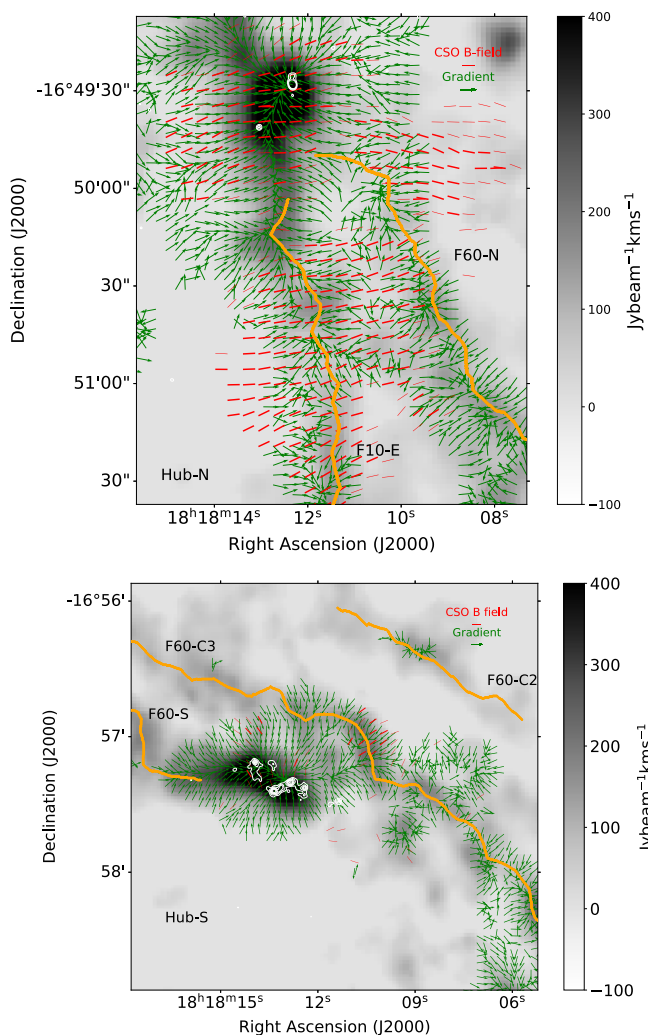 CSO B-field
Gradient
-16°49'30"
50'00"
30"
51'00"
30"
Declination (J2000)
F60-N
F10-E
Hub-N
18ʰ18ᵐ14ˢ
12ˢ
10ˢ
08ˢ
Right Ascension (J2000)
400
300
200
100
0
−100
Jybeam⁻¹kms⁻¹
CSO B field
Gradient
-16°56'
57'
58'
Declination (J2000)
F60-C3
F60-S
F60-C2
Hub-S
18ʰ18ᵐ15ˢ
12ˢ
09ˢ
06ˢ
Right Ascension (J2000)
400
300
200
100
0
−100
Jybeam⁻¹kms⁻¹